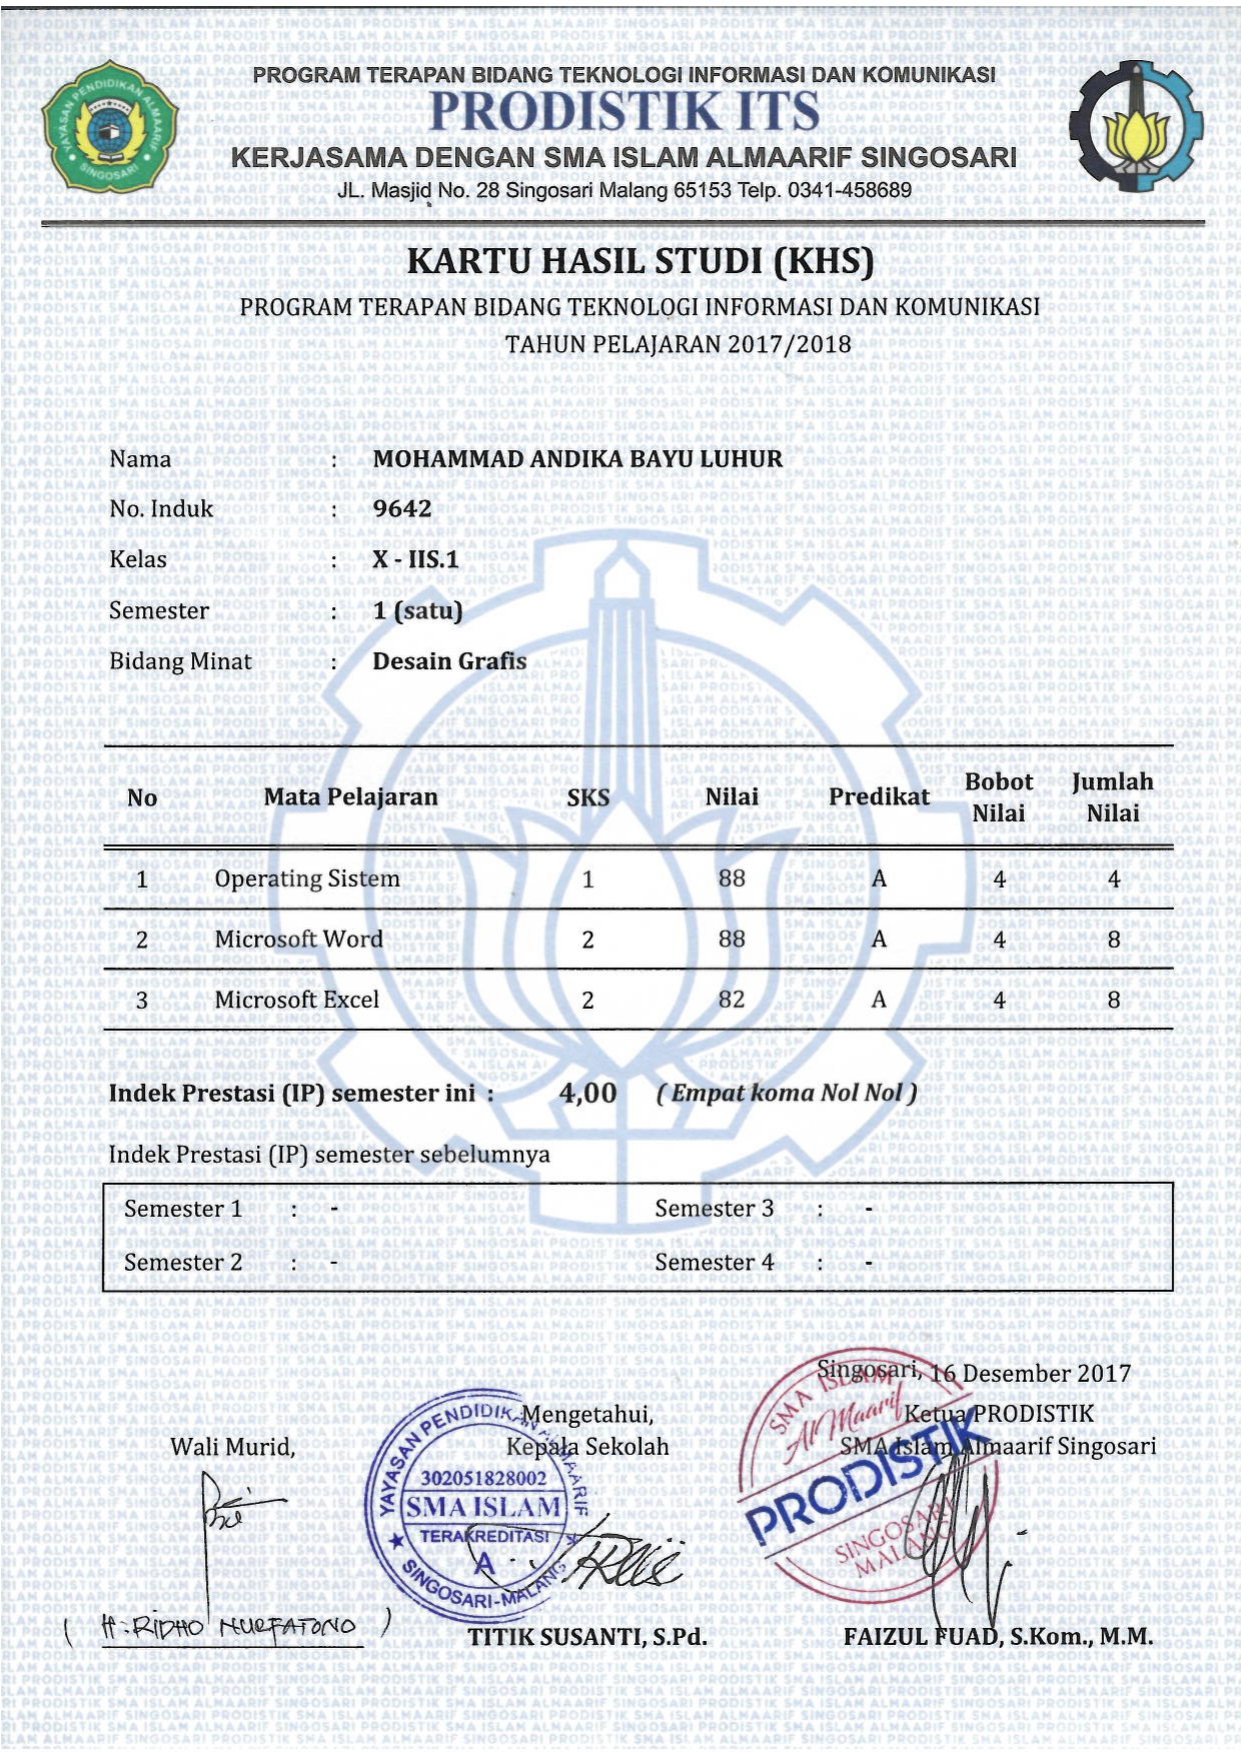 PROGRAM TERAPAN BIDANG TEKNOLOGI INFORMASI DAN KOMUNIKASI
PRODISTIK ITS
KERJASAMA DENGAN SMA ISLAM ALMAARIF SINGOSARI
JL. Masjid No. 28 Singosari Malang 65153 Telp. 0341-458689
YAYASAN PENDIDIKAN ALMAARIF
SINGOSARI
KARTU HASIL STUDI (KHS)
PROGRAM TERAPAN BIDANG TEKNOLOGI INFORMASI DAN KOMUNIKASI
TAHUN PELAJARAN 2017/2018
Nama : MOHAMMAD ANDIKA BAYU LUHUR
No. Induk : 9642
Kelas : X - IIS.1
Semester : 1 (satu)
Bidang Minat : Desain Grafis
No Mata Pelajaran SKS Nilai Predikat Bobot Nilai Jumlah Nilai
1 Operating Sistem 1 88 A 4 4
2 Microsoft Word 2 88 A 4 8
3 Microsoft Excel 2 82 A 4 8
Indek Prestasi (IP) semester ini : 4,00 ( Empat koma Nol Nol )
Indek Prestasi (IP) semester sebelumnya
Semester 1 : - Semester 3 : -
Semester 2 : - Semester 4 : -
Singosari, 16 Desember 2017
Mengetahui, Ketua PRODISTIK
Wali Murid, Kepala Sekolah SMA Islam Almaarif Singosari
YAYASAN PENDIDIKAN ALMAARIF
302051828002
SMA ISLAM
TERAKREDITASI
A
SINGOSARI-MALANG
SMA ISLAM
Al Maarif
PRODISTIK
SINGOSARI
MALANG
( H. RIDHO NURFATONO )
TITIK SUSANTI, S.Pd. FAIZUL FUAD, S.Kom., M.M.